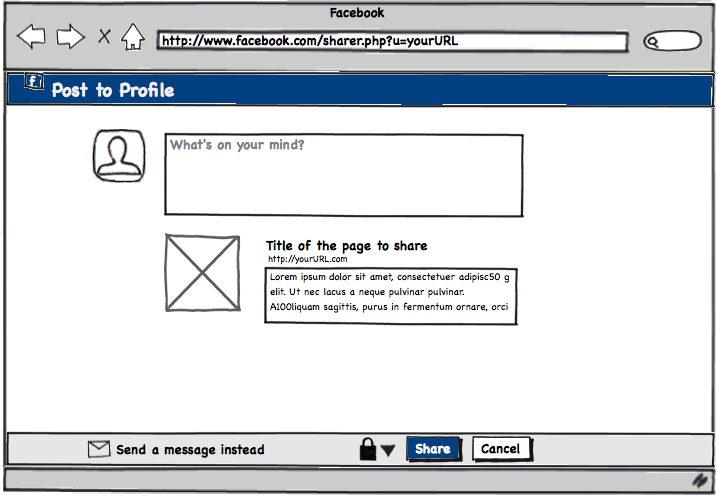 Facebook
http://www.facebook.com/sharer.php?u=yourURL
f
Post to Profile
What's on your mind?
Title of the page to share
http://yourURL.com
Lorem ipsum dolor sit amet, consectetuer adipisc50 g
elit. Ut nec lacus a neque pulvinar pulvinar.
A100liquam sagittis, purus in fermentum ornare, orci
Send a message instead
Share
Cancel